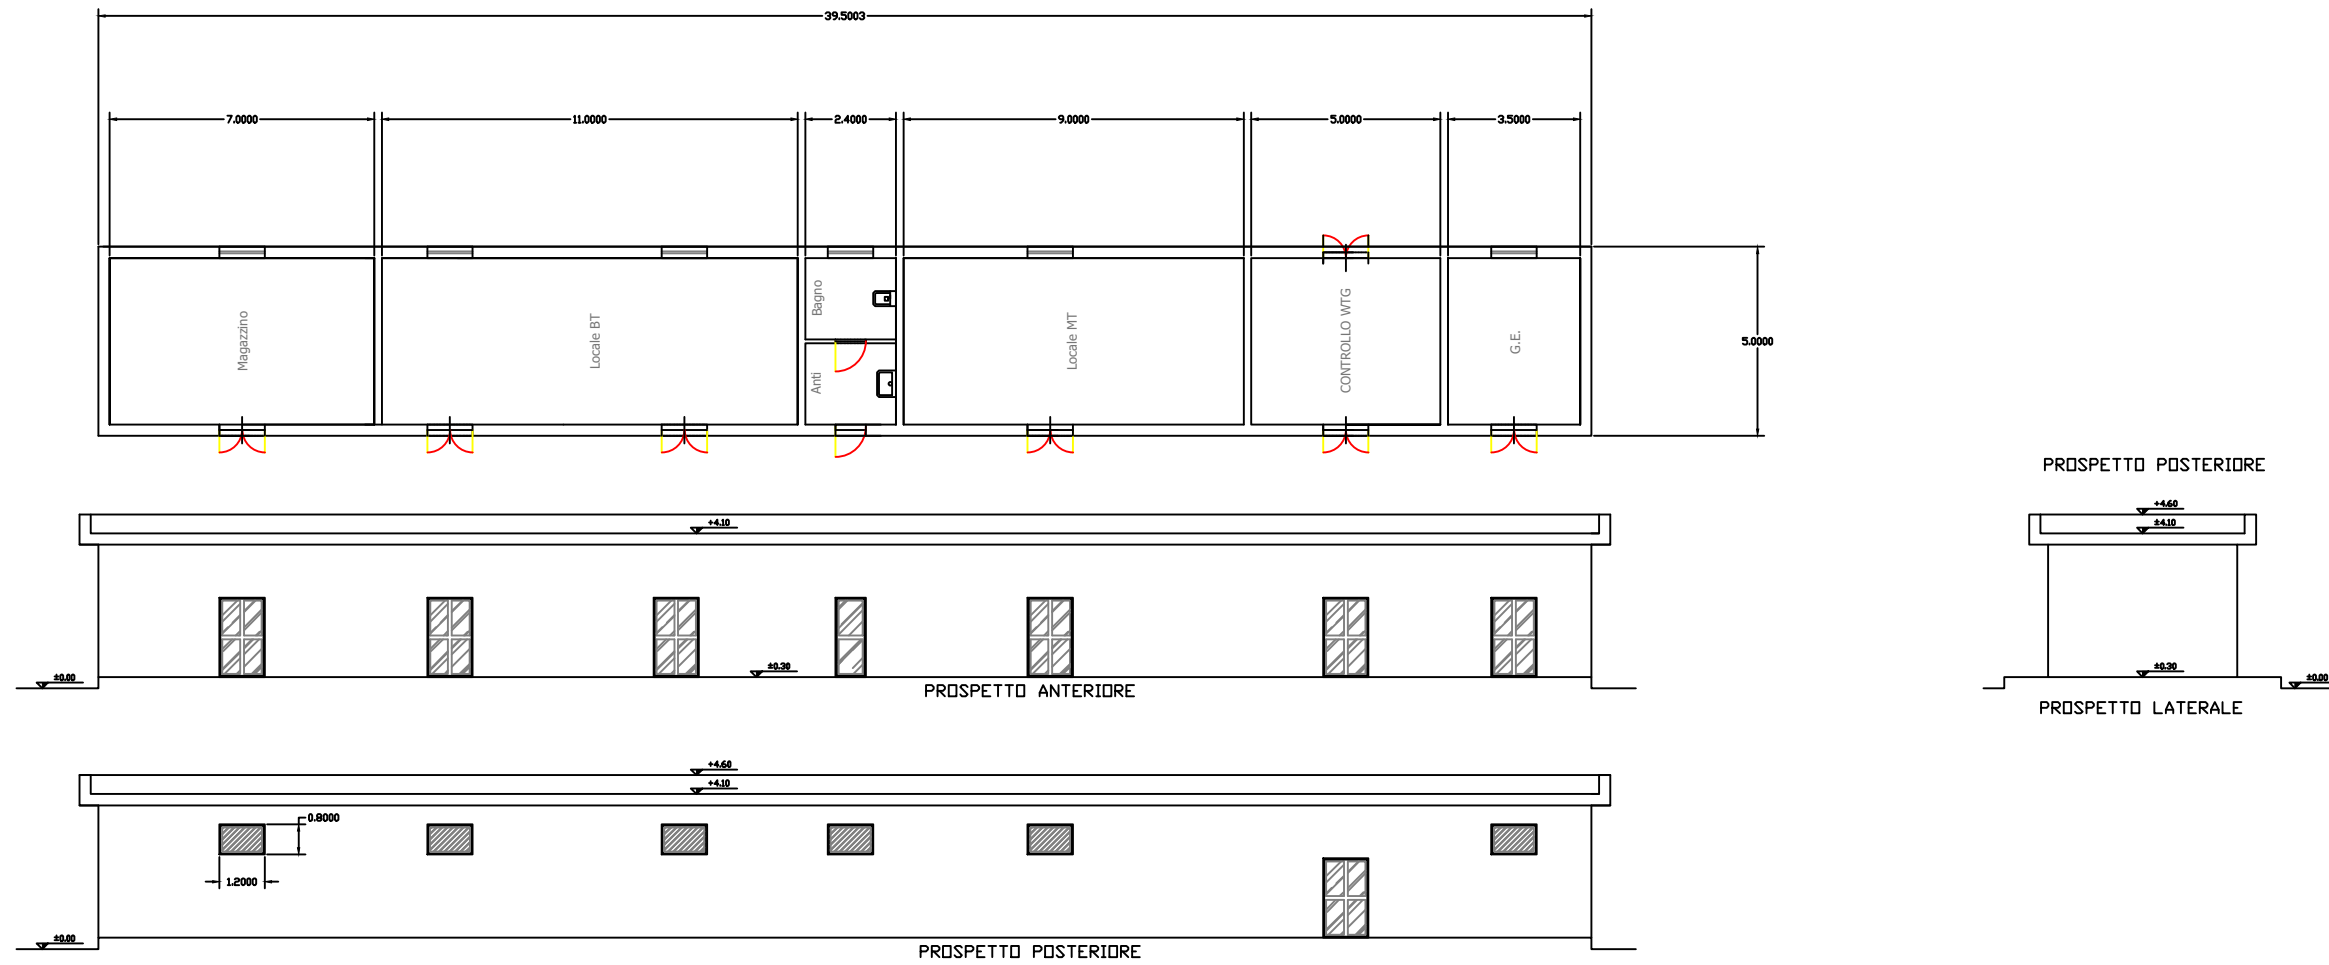 39.5003
7.0000
11.0000
2.4000
9.0000
5.0000
3.5000
Magazzino
Locale BT
Bagno
Anti
Locale MT
CONTROLLO WTG
G.E.
5.0000
PROSPETTO POSTERIORE
+4.10
±0.00
±0.30
PROSPETTO ANTERIORE
+4.60
±4.10
±0.30
±0.00
PROSPETTO LATERALE
+4.60
+4.10
0.8000
1.2000
±0.00
PROSPETTO POSTERIORE